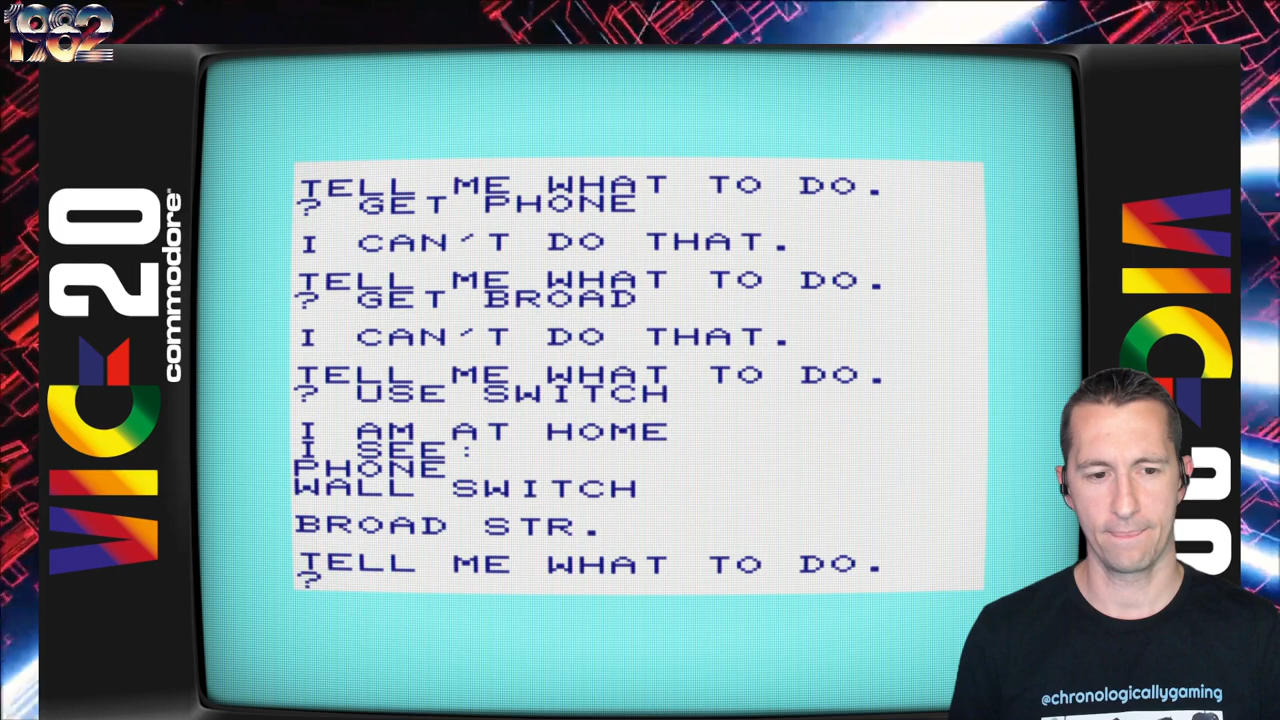 1982
TELL ME WHAT TO DO.
? GET PHONE
I CAN'T DO THAT.
TELL ME WHAT TO DO.
? GET BROAD
I CAN'T DO THAT.
TELL ME WHAT TO DO.
? USE SWITCH
I AM AT HOME
I SEE:
PHONE
WALL SWITCH
BROAD STR.
TELL ME WHAT TO DO.
?
VIC 20
commodore
VIC
@chronologicallygaming